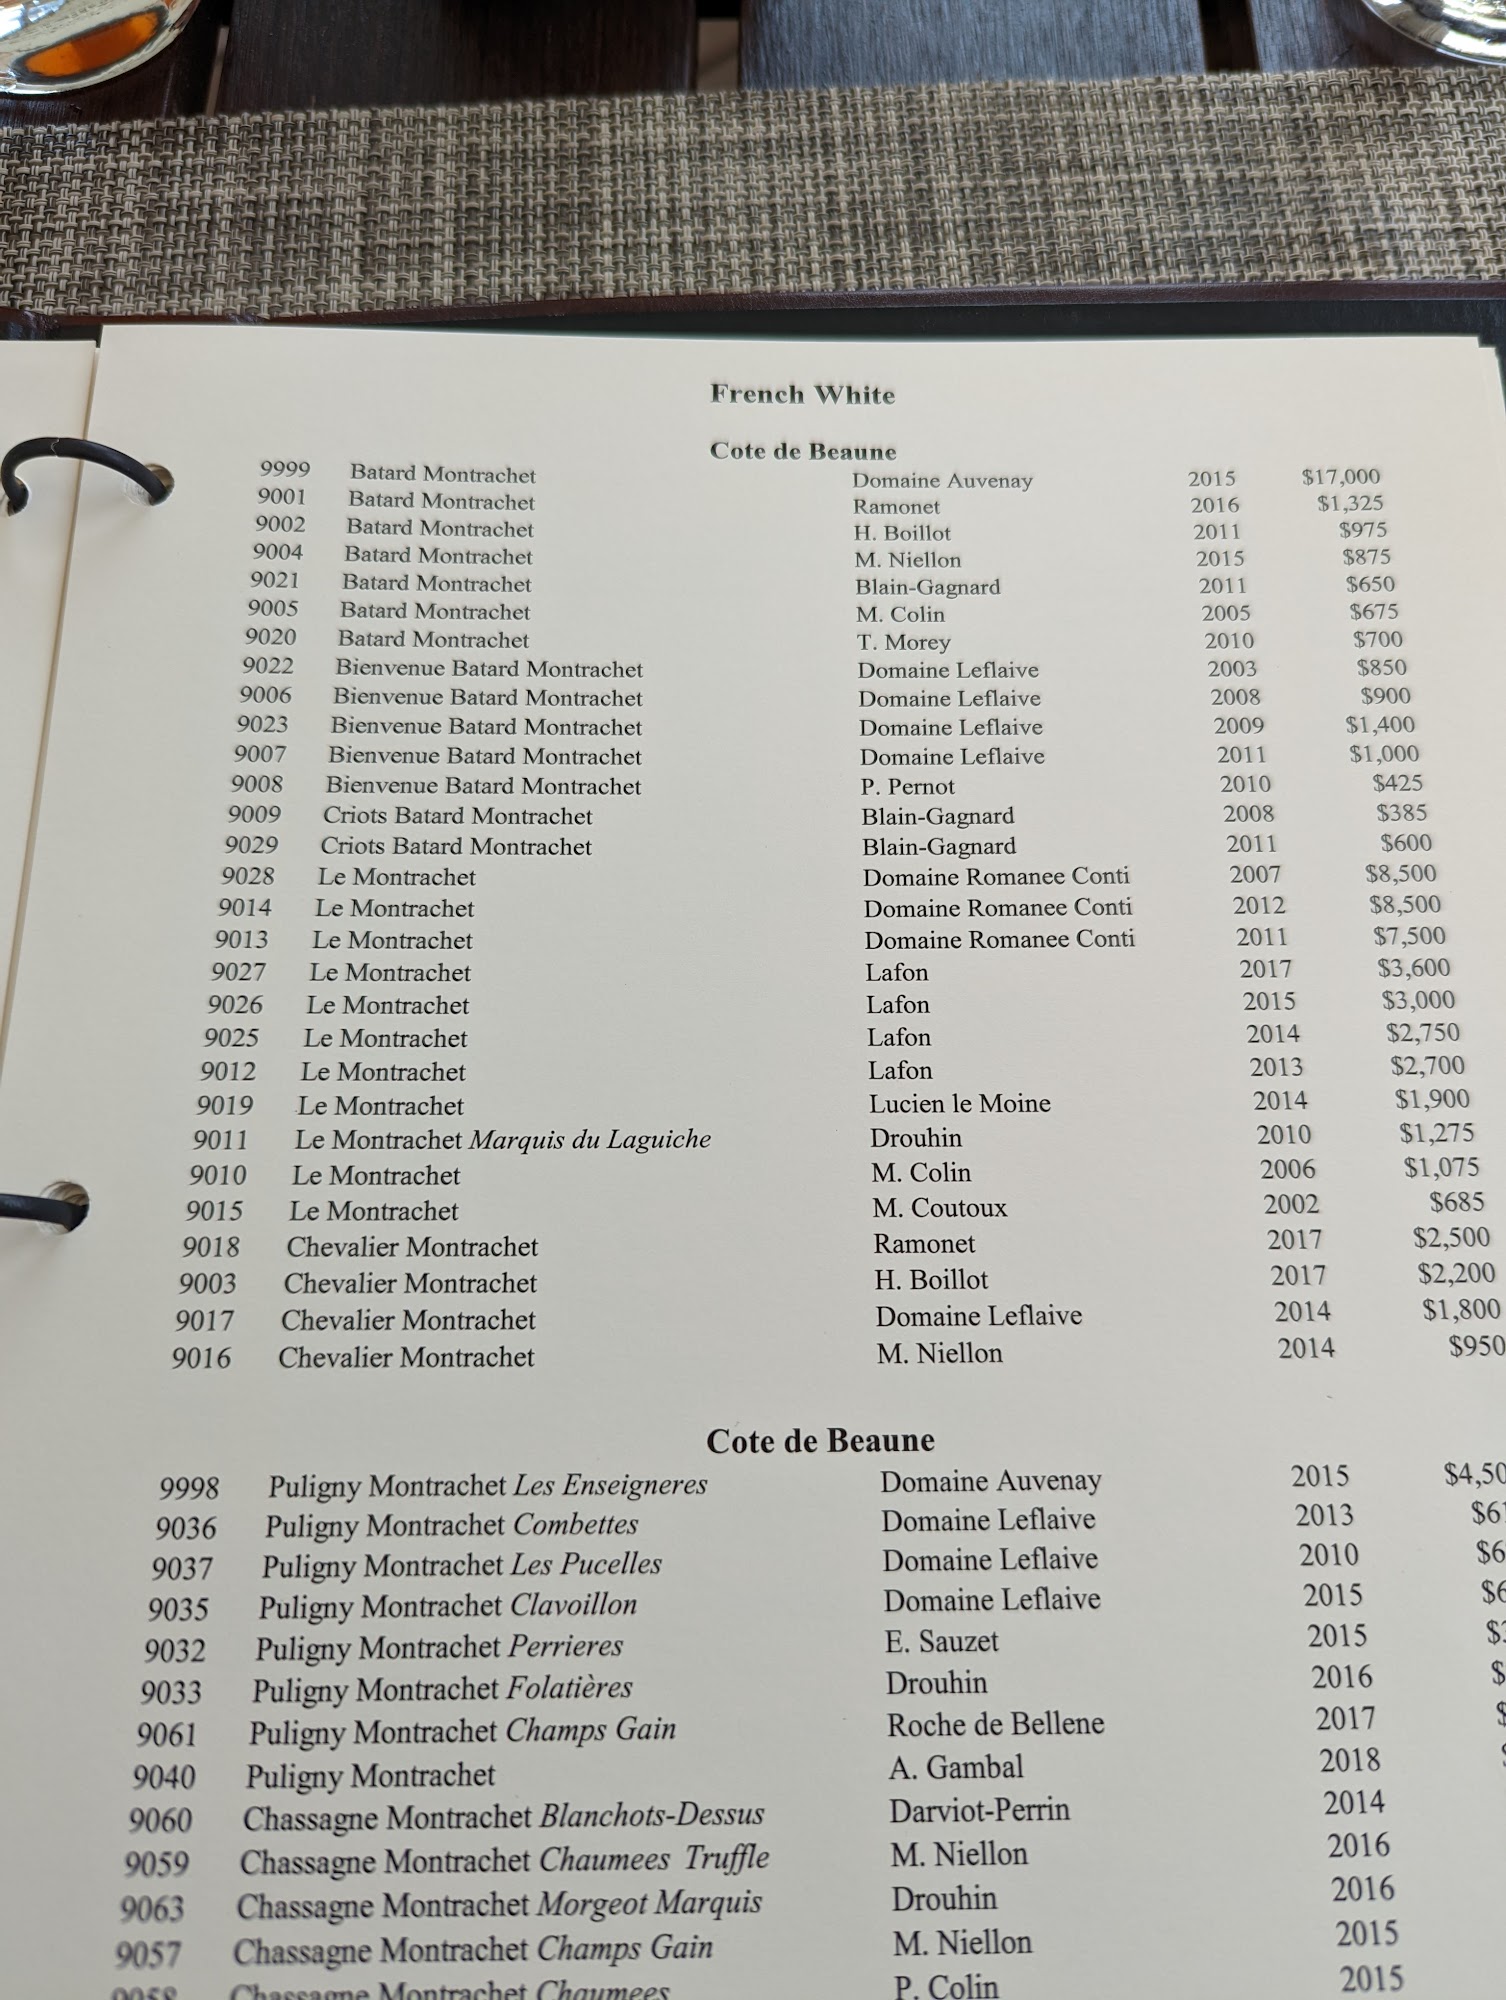 French White
Cote de Beaune
9999 Batard Montrachet Domaine Auvenay 2015 $17,000
9001 Batard Montrachet Ramonet 2016 $1,325
9002 Batard Montrachet H. Boillot 2011 $975
9004 Batard Montrachet M. Niellon 2015 $875
9021 Batard Montrachet Blain-Gagnard 2011 $650
9005 Batard Montrachet M. Colin 2005 $675
9020 Batard Montrachet T. Morey 2010 $700
9022 Bienvenue Batard Montrachet Domaine Leflaive 2003 $850
9006 Bienvenue Batard Montrachet Domaine Leflaive 2008 $900
9023 Bienvenue Batard Montrachet Domaine Leflaive 2009 $1,400
9007 Bienvenue Batard Montrachet Domaine Leflaive 2011 $1,000
9008 Bienvenue Batard Montrachet P. Pernot 2010 $425
9009 Criots Batard Montrachet Blain-Gagnard 2008 $385
9029 Criots Batard Montrachet Blain-Gagnard 2011 $600
9028 Le Montrachet Domaine Romanee Conti 2007 $8,500
9014 Le Montrachet Domaine Romanee Conti 2012 $8,500
9013 Le Montrachet Domaine Romanee Conti 2011 $7,500
9027 Le Montrachet Lafon 2017 $3,600
9026 Le Montrachet Lafon 2015 $3,000
9025 Le Montrachet Lafon 2014 $2,750
9012 Le Montrachet Lafon 2013 $2,700
9019 Le Montrachet Lucien le Moine 2014 $1,900
9011 Le Montrachet Marquis du Laguiche Drouhin 2010 $1,275
9010 Le Montrachet M. Colin 2006 $1,075
9015 Le Montrachet M. Coutoux 2002 $685
9018 Chevalier Montrachet Ramonet 2017 $2,500
9003 Chevalier Montrachet H. Boillot 2017 $2,200
9017 Chevalier Montrachet Domaine Leflaive 2014 $1,800
9016 Chevalier Montrachet M. Niellon 2014 $950
Cote de Beaune
9998 Puligny Montrachet Les Enseigneres Domaine Auvenay 2015 $4,50
9036 Puligny Montrachet Combettes Domaine Leflaive 2013 $61
9037 Puligny Montrachet Les Pucelles Domaine Leflaive 2010 $6
9035 Puligny Montrachet Clavoillon Domaine Leflaive 2015 $6
9032 Puligny Montrachet Perrieres E. Sauzet 2015
9033 Puligny Montrachet Folatières Drouhin 2016 $
9061 Puligny Montrachet Champs Gain Roche de Bellene 2017 $
9040 Puligny Montrachet A. Gambal 2018
9060 Chassagne Montrachet Blanchots-Dessus Darviot-Perrin 2014
9059 Chassagne Montrachet Chaumees Truffle M. Niellon 2016
9063 Chassagne Montrachet Morgeot Marquis Drouhin 2016
9057 Chassagne Montrachet Champs Gain M. Niellon 2015
9058 Chassagne Montrachet Chaumees P. Colin 2015